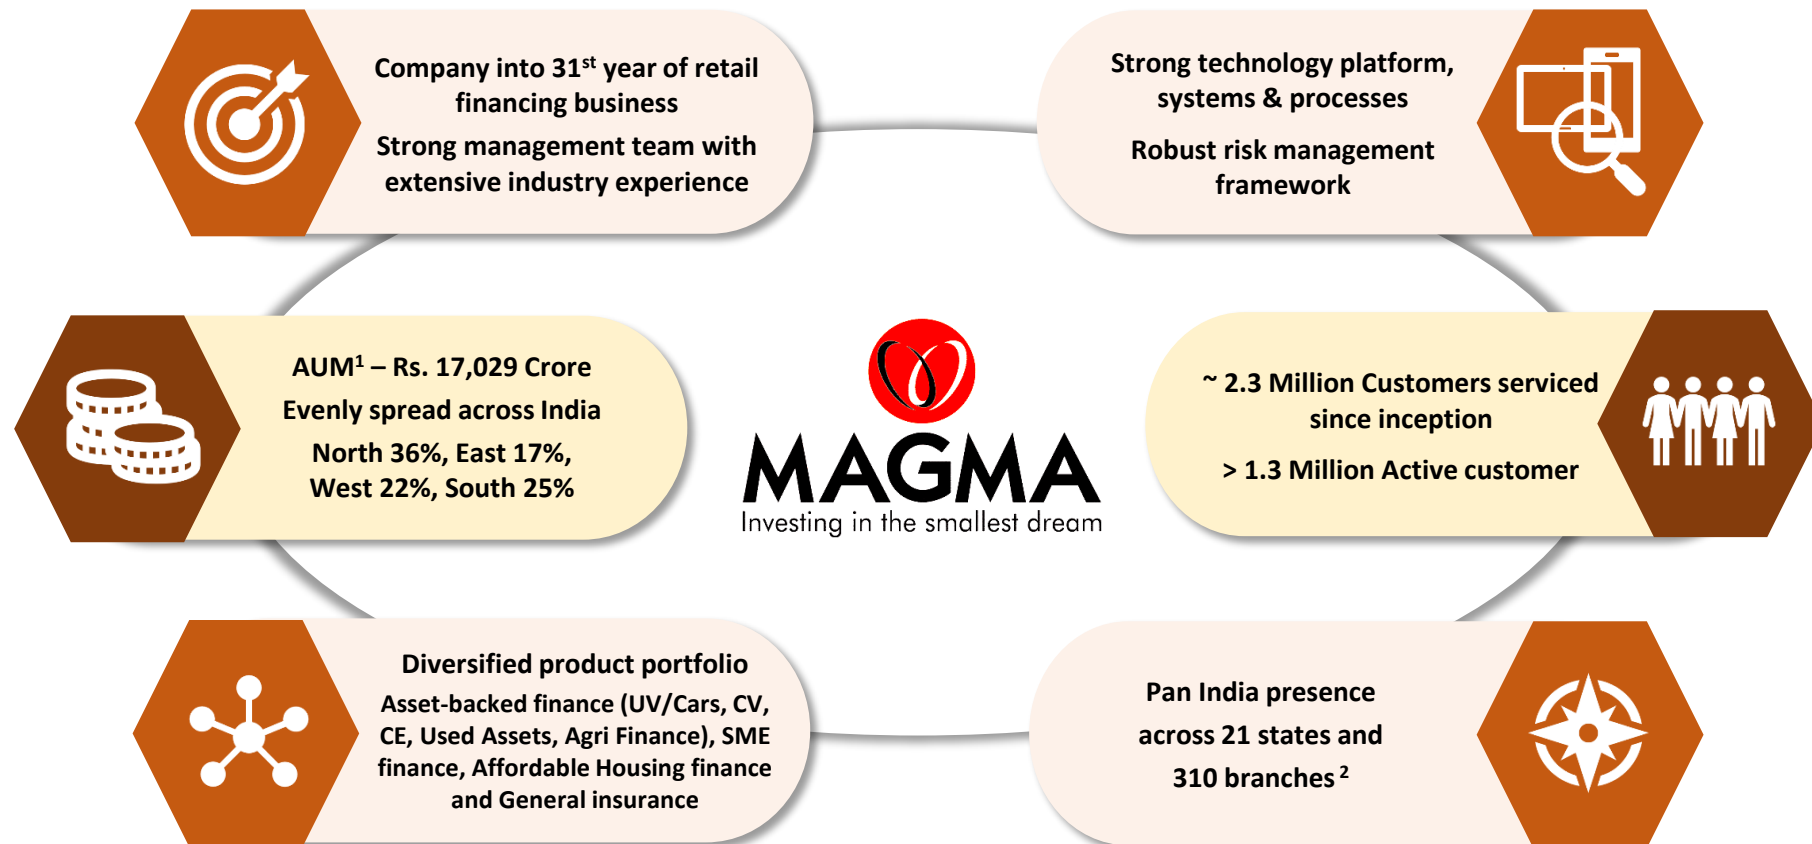 Company into 31st year of retail
financing business
Strong management team with
extensive industry experience
Strong technology platform,
systems & processes
Robust risk management
framework
AUM1 – Rs. 17,029 Crore
Evenly spread across India
North 36%, East 17%,
West 22%, South 25%
MAGMA
Investing in the smallest dream
~ 2.3 Million Customers serviced
since inception
> 1.3 Million Active customer
Diversified product portfolio
Asset-backed finance (UV/Cars, CV,
CE, Used Assets, Agri Finance), SME
finance, Affordable Housing finance
and General insurance
Pan India presence
across 21 states and
310 branches 2